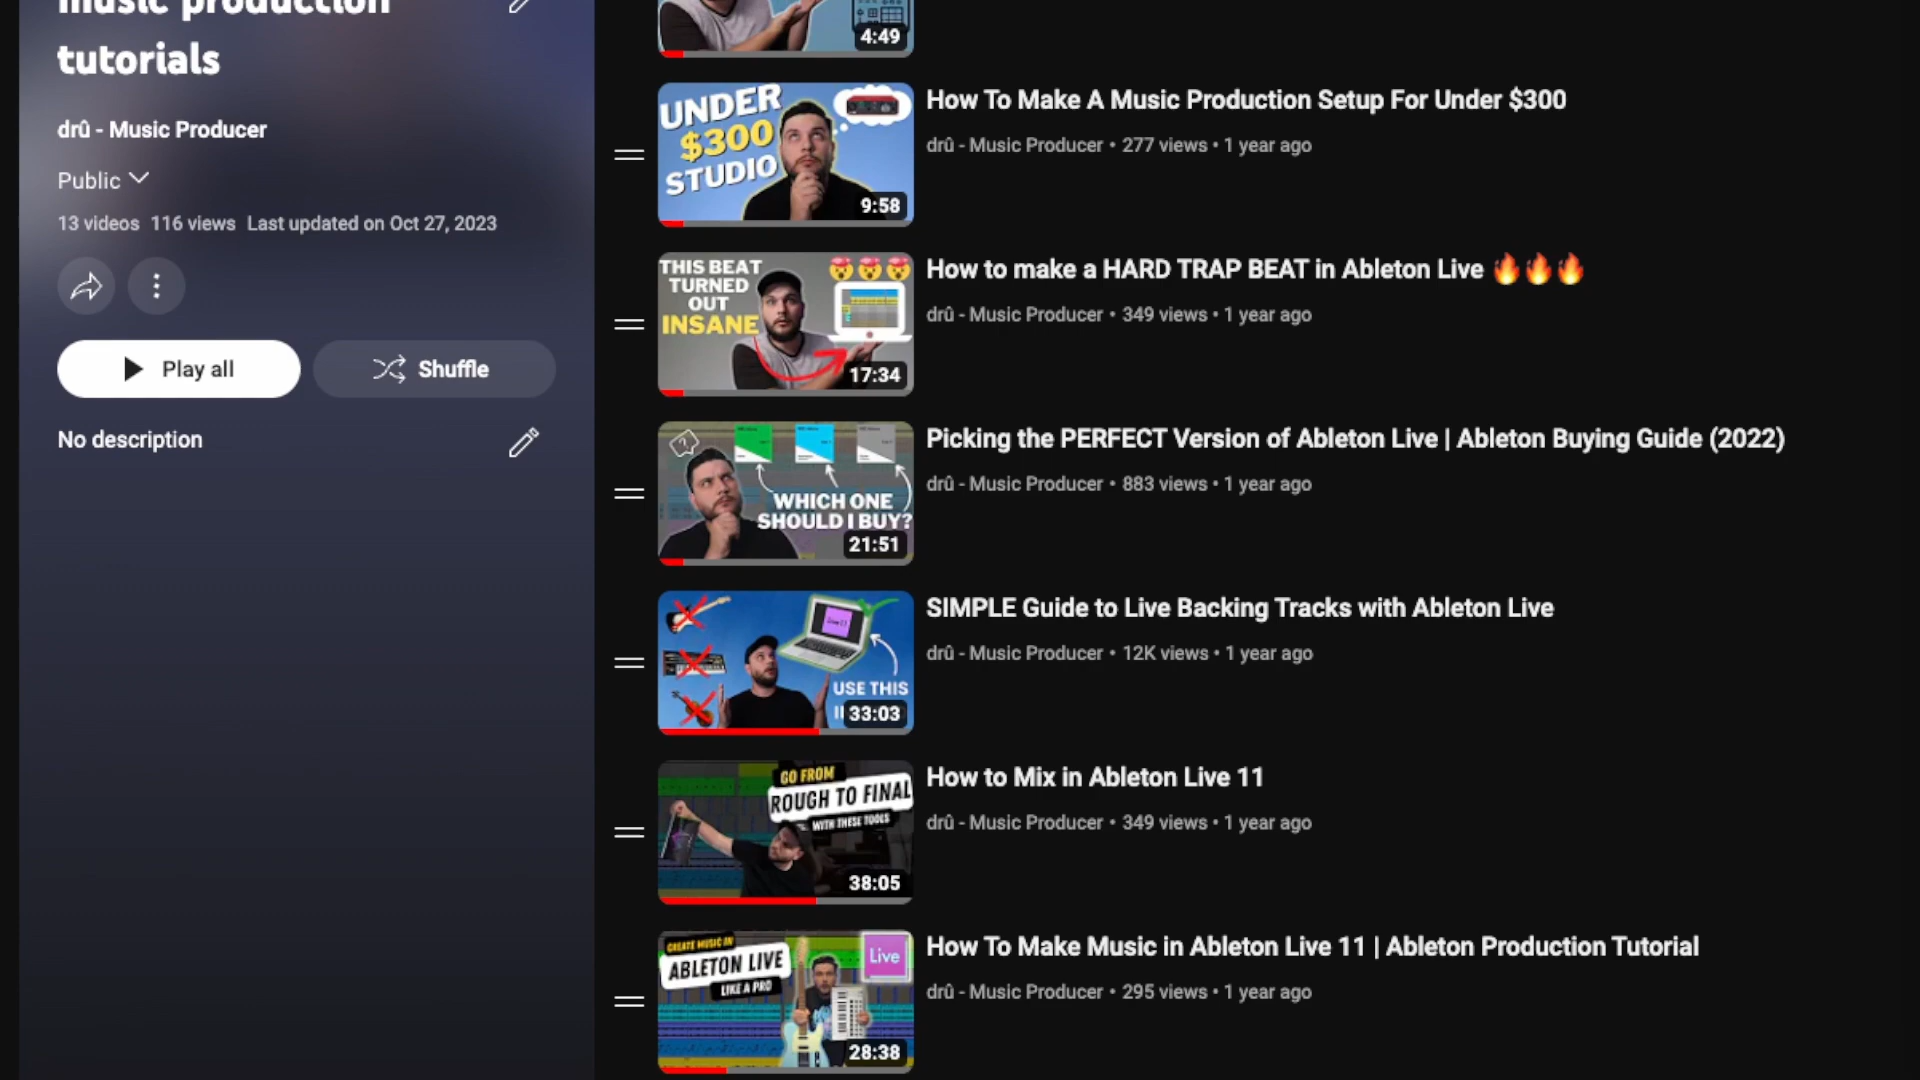 music production
tutorials
drû - Music Producer
Public
13 videos 116 views Last updated on Oct 27, 2023
Play all
Shuffle
No description
4:49
UNDER
$300
STUDIO
9:58
How To Make A Music Production Setup For Under $300
drû - Music Producer • 277 views • 1 year ago
THIS BEAT
TURNED
OUT
INSANE
17:34
How to make a HARD TRAP BEAT in Ableton Live 🔥🔥🔥
drû - Music Producer • 349 views • 1 year ago
WHICH ONE
SHOULD I BUY?
21:51
Picking the PERFECT Version of Ableton Live | Ableton Buying Guide (2022)
drû - Music Producer • 883 views • 1 year ago
Live 11
USE THIS
33:03
SIMPLE Guide to Live Backing Tracks with Ableton Live
drû - Music Producer • 12K views • 1 year ago
GO FROM
ROUGH TO FINAL
WITH THESE TOOLS
38:05
How to Mix in Ableton Live 11
drû - Music Producer • 349 views • 1 year ago
CREATE MUSIC IN
ABLETON LIVE
LIKE A PRO
Live
28:38
How To Make Music in Ableton Live 11 | Ableton Production Tutorial
drû - Music Producer • 295 views • 1 year ago